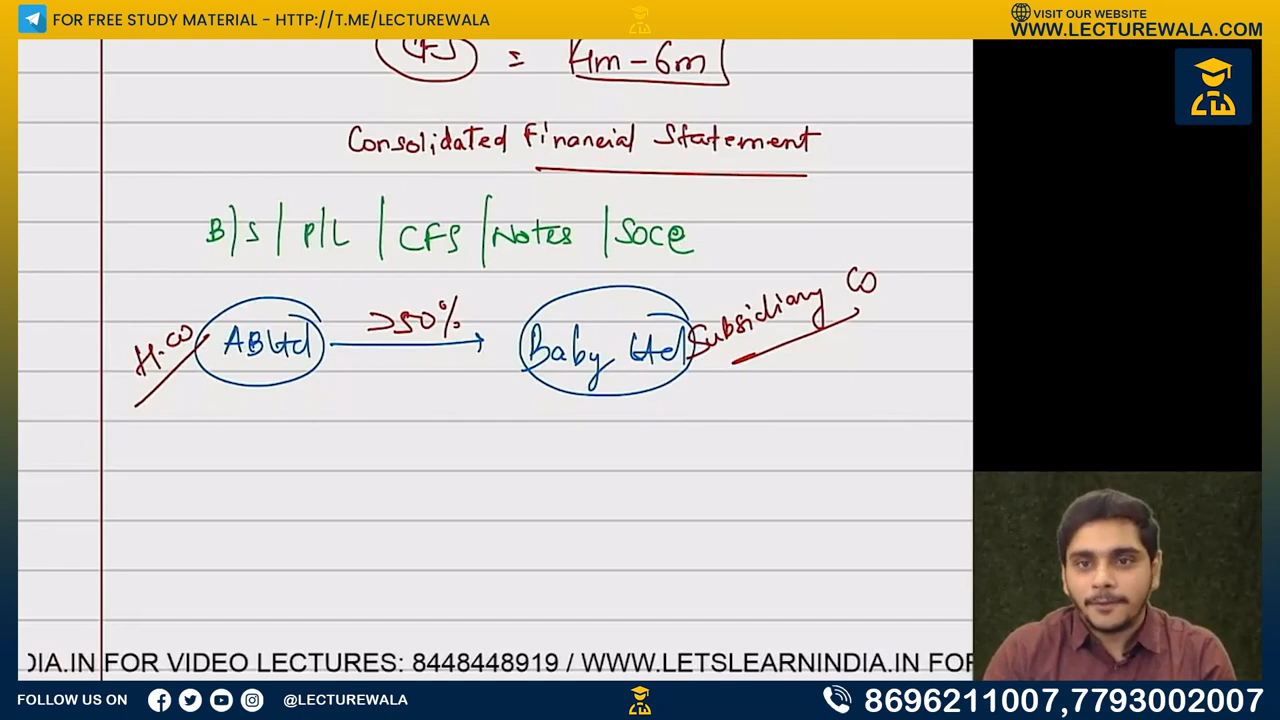 FOR FREE STUDY MATERIAL - HTTP://T.ME/LECTUREWALA
VISIT OUR WEBSITE
WWW.LECTUREWALA.COM
CFS = 4m - 6m
Consolidated Financial Statement
B/S | P/L | CFS | Notes | SOCE
H.CO AB Ltd >50% Baby Ltd Subsidiary CO
DIA.IN FOR VIDEO LECTURES: 8448448919 / WWW.LETSLEARNINDIA.IN FOR
FOLLOW US ON @LECTUREWALA 8696211007,7793002007